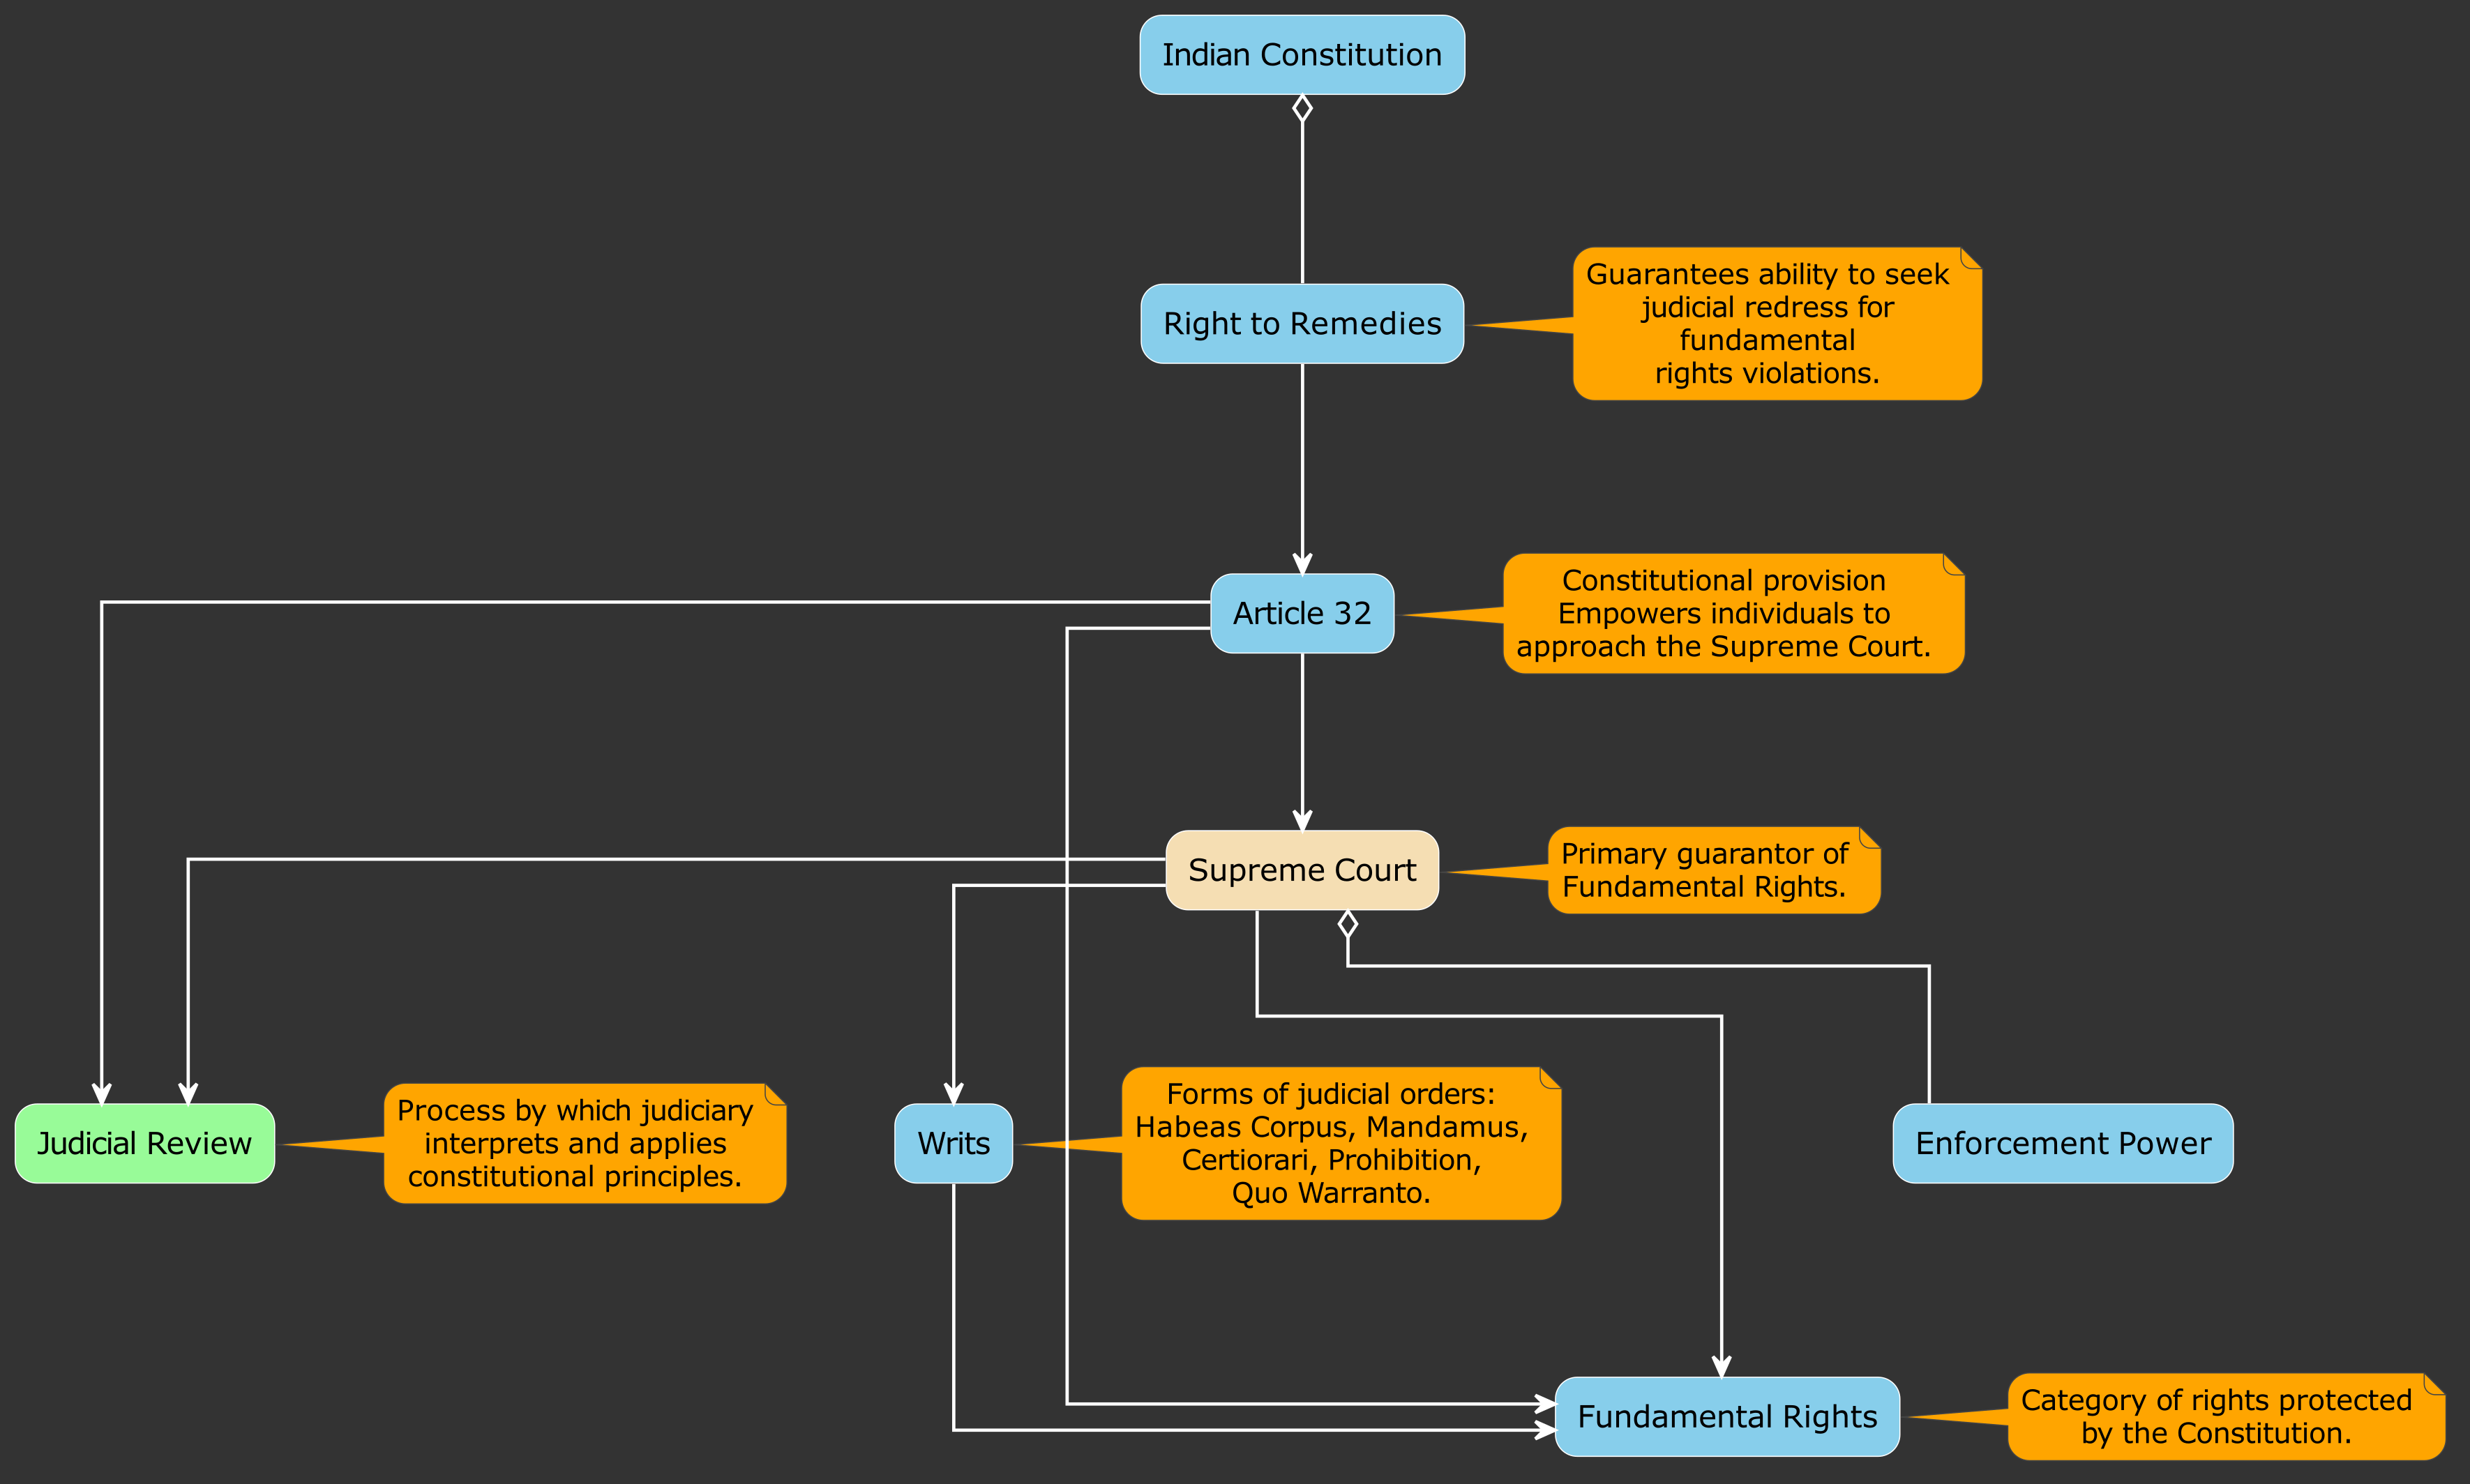 Indian Constitution
Right to Remedies
Guarantees ability to seek
judicial redress for
fundamental
rights violations.
Article 32
Constitutional provision
Empowers individuals to
approach the Supreme Court.
Supreme Court
Primary guarantor of
Fundamental Rights.
Judicial Review
Process by which judiciary
interprets and applies
constitutional principles.
Writs
Forms of judicial orders:
Habeas Corpus, Mandamus,
Certiorari, Prohibition,
Quo Warranto.
Enforcement Power
Fundamental Rights
Category of rights protected
by the Constitution.